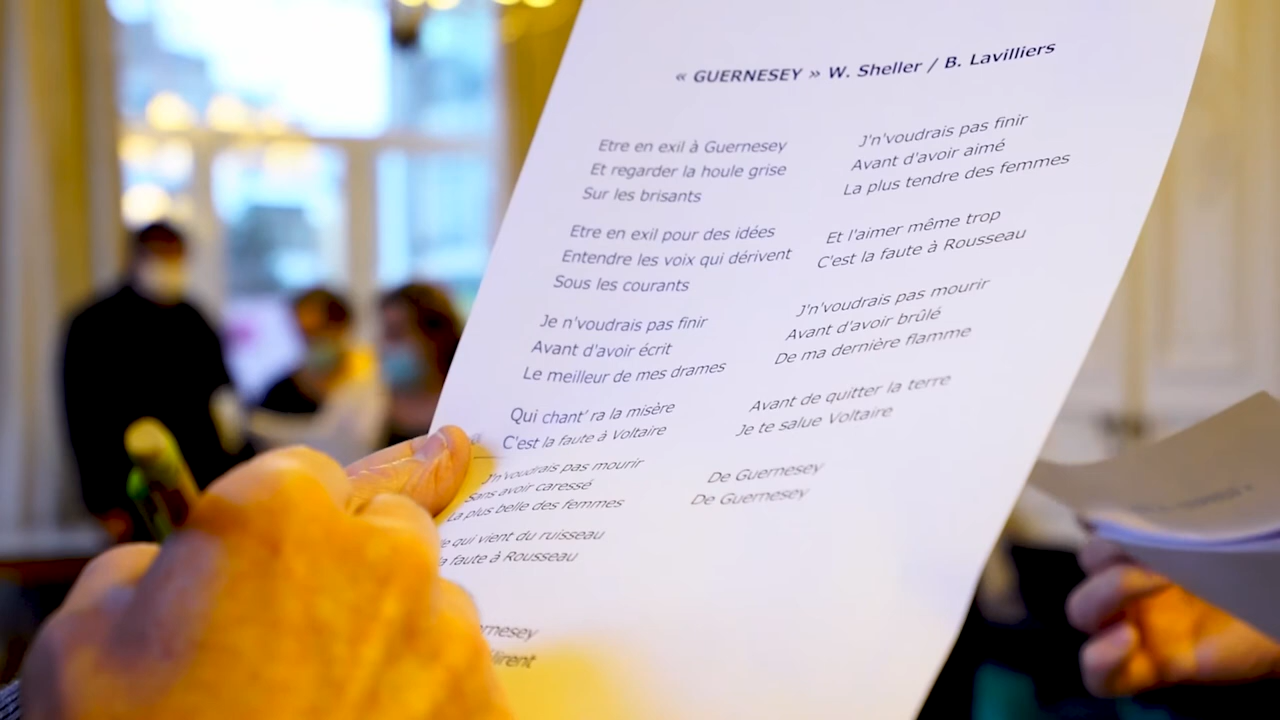 « GUERNESEY » W. Sheller / B. Lavilliers
Etre en exil à Guernesey
Et regarder la houle grise
Sur les brisants
Etre en exil pour des idées
Entendre les voix qui dérivent
Sous les courants
Je n'voudrais pas finir
Avant d'avoir écrit
Le meilleur de mes drames
Qui chant' ra la misère
C'est la faute à Voltaire
J'n'voudrais pas mourir
Sans avoir caressé
La plus belle des femmes
qui vient du ruisseau
faute à Rousseau
J'n'voudrais pas finir
Avant d'avoir aimé
La plus tendre des femmes
Et l'aimer même trop
C'est la faute à Rousseau
J'n'voudrais pas mourir
Avant d'avoir brûlé
De ma dernière flamme
Avant de quitter la terre
Je te salue Voltaire
De Guernesey
De Guernesey